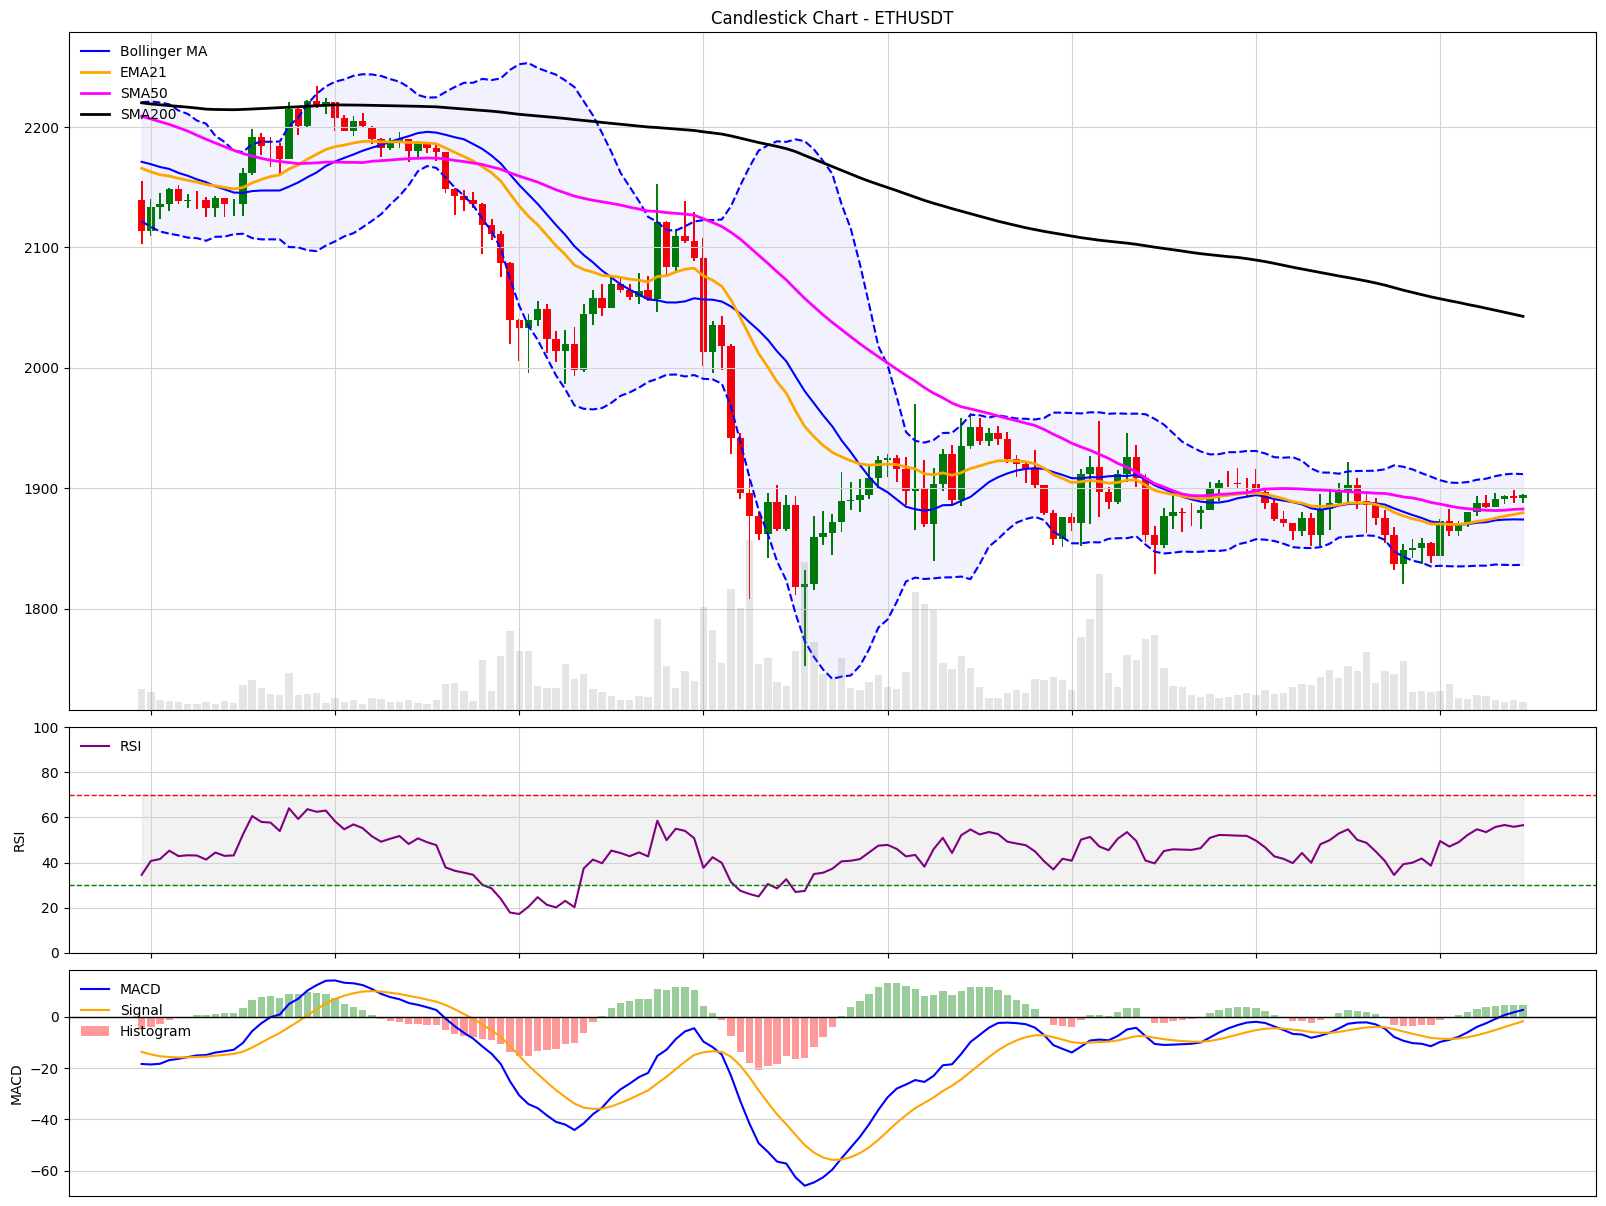 Candlestick Chart - ETHUSDT
Bollinger MA
EMA21
SMA50
SMA200
2200
2100
2000
1900
1800
RSI
100
80
60
40
20
0
RSI
MACD
Signal
Histogram
0
−20
−40
−60
MACD